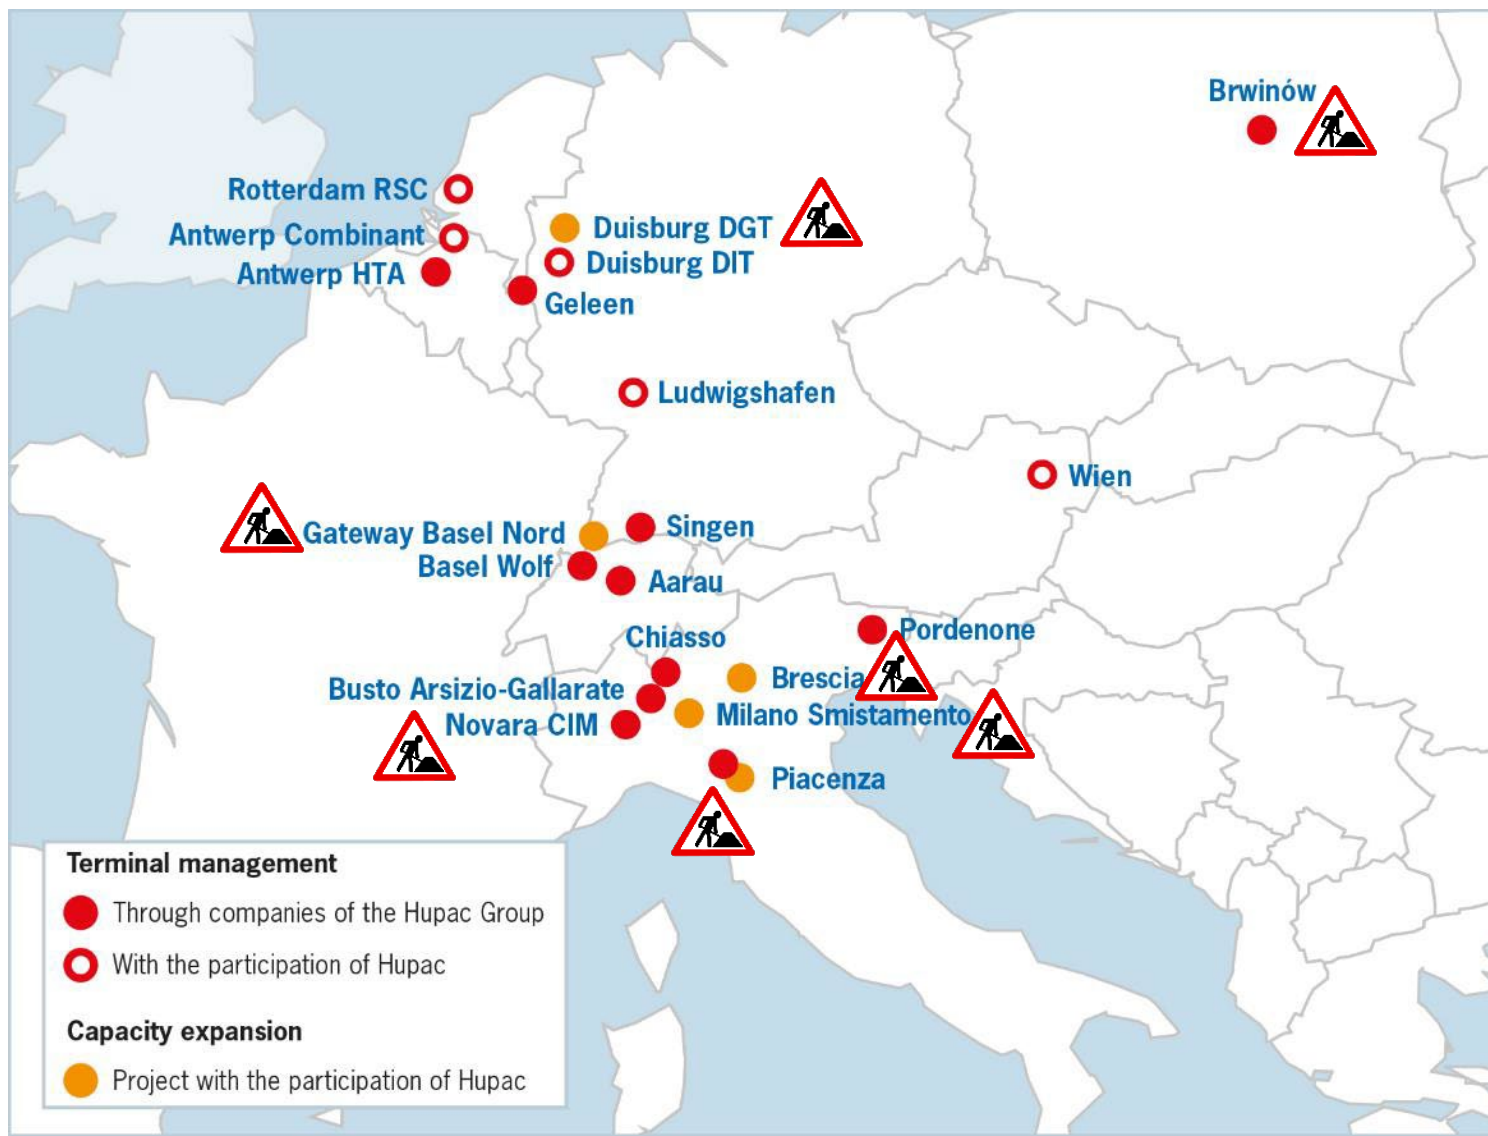 Brwinów
Rotterdam RSC
Antwerp Combinant
Antwerp HTA
Duisburg DGT
Duisburg DIT
Geleen
Ludwigshafen
Wien
Gateway Basel Nord
Singen
Basel Wolf
Aarau
Chiasso
Pordenone
Busto Arsizio-Gallarate
Brescia
Novara CIM
Milano Smistamento
Piacenza
Terminal management
Through companies of the Hupac Group
With the participation of Hupac
Capacity expansion
Project with the participation of Hupac